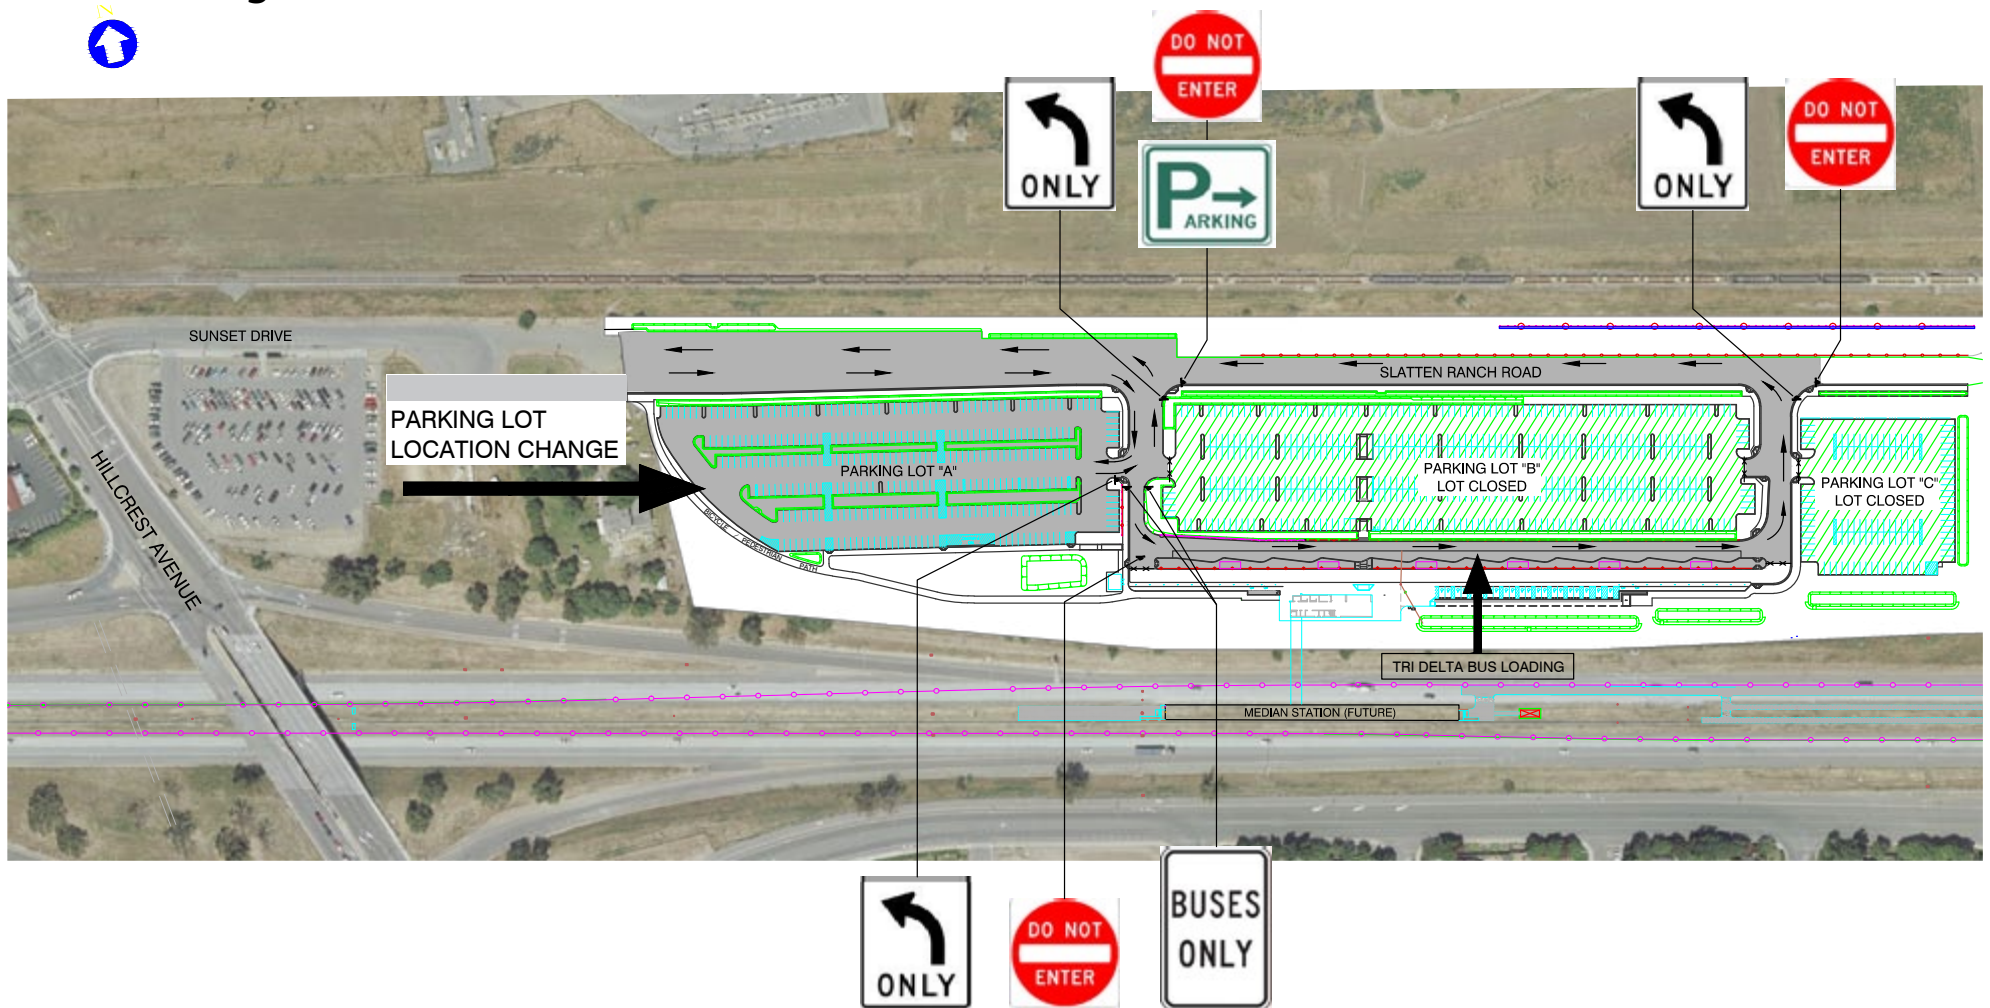 DO NOT
ENTER
ONLY
PARKING
ONLY
DO NOT
ENTER
SUNSET DRIVE
SLATTEN RANCH ROAD
PARKING LOT
LOCATION CHANGE
HILLCREST AVENUE
PARKING LOT "A"
PARKING LOT "B"
LOT CLOSED
PARKING LOT "C"
LOT CLOSED
BICYCLE / PEDESTRIAN PATH
TRI DELTA BUS LOADING
MEDIAN STATION (FUTURE)
ONLY
DO NOT
ENTER
BUSES
ONLY